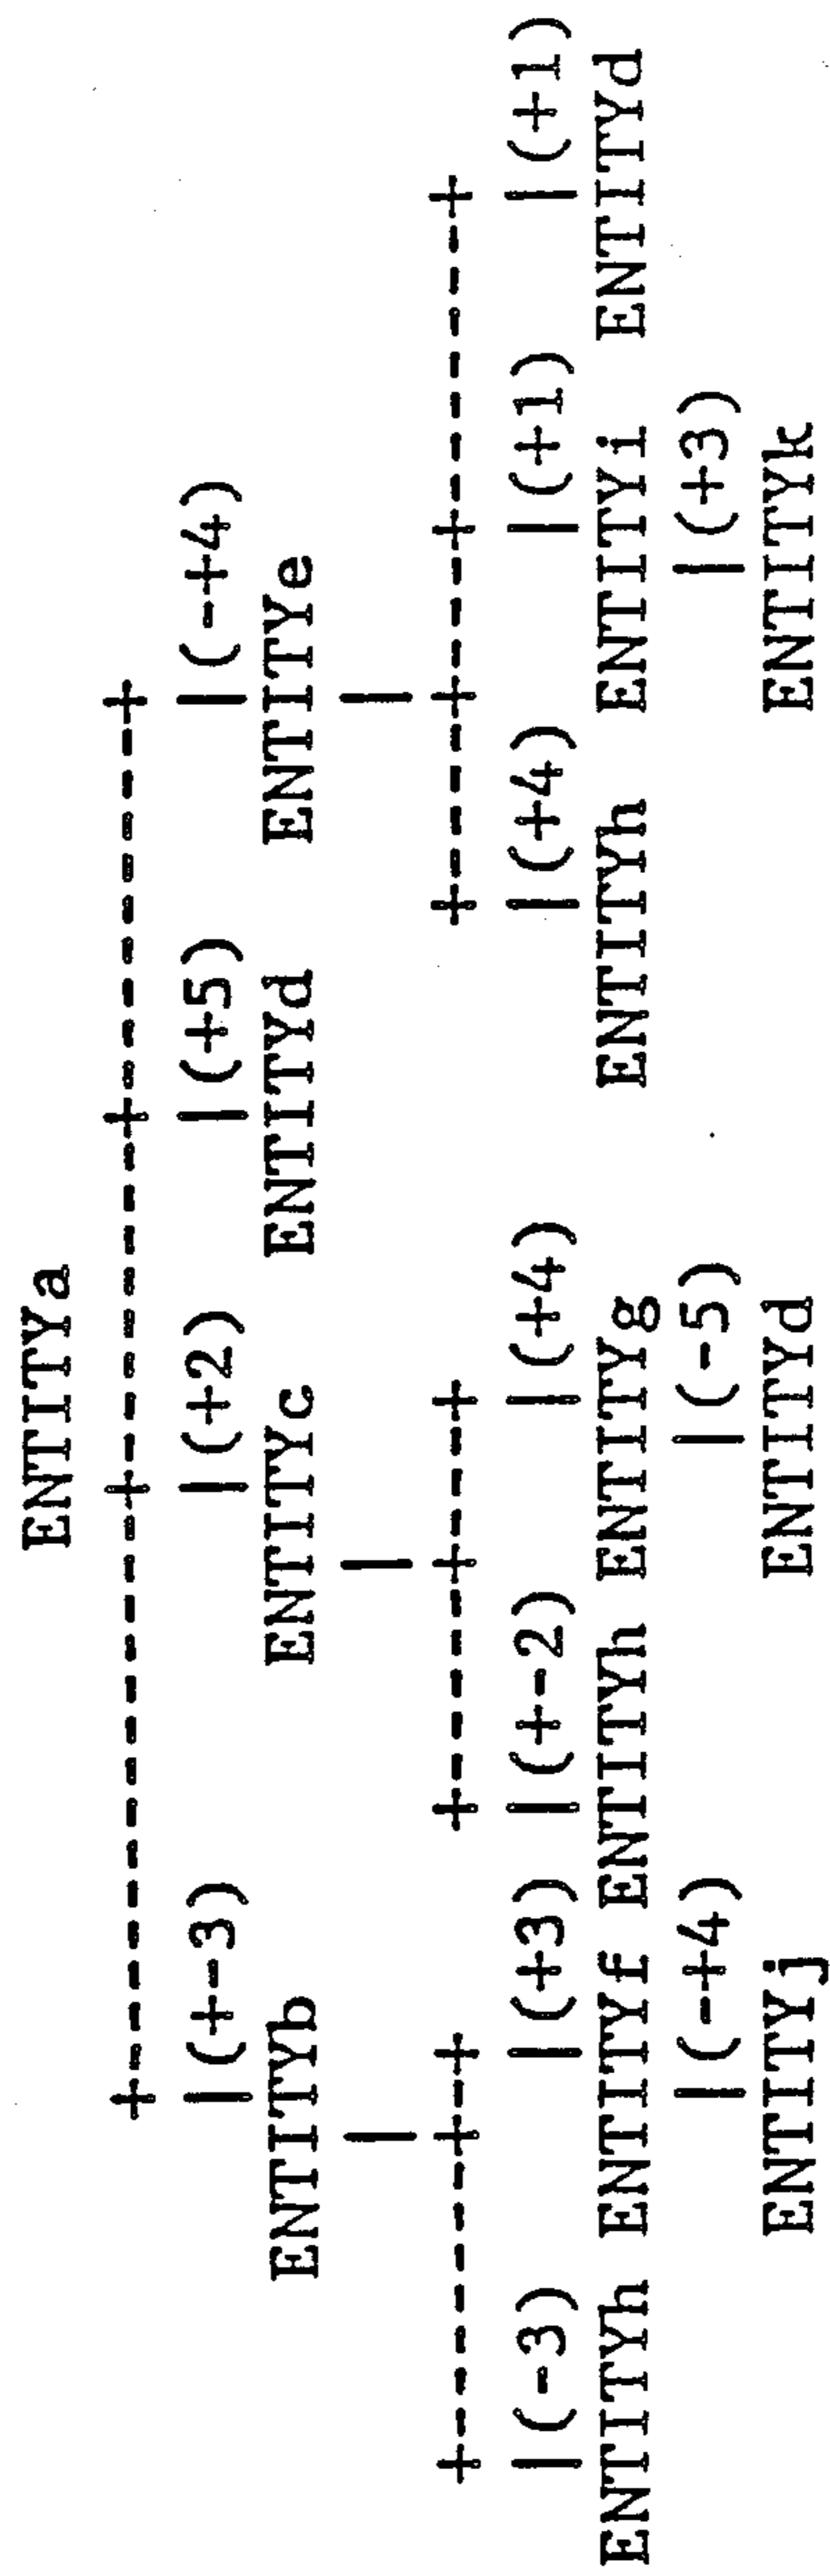 ENTITYa
+-----------------+----------+-----------+
|(+-3) |(+2) |(+5) |(-+4)
ENTITYb ENTITYc ENTITYd ENTITYe
| | |
+-------+--+ +-----+---+ +----+---+-------+
|(-3) |(+3) |(+-2) |(+4) |(+4) |(+1) |(+1)
ENTITYh ENTITYf ENTITYh ENTITYg ENTITYh ENTITYi ENTITYd
|(-+4) |(-5) |(+3)
ENTITYj ENTITYd ENTITYk